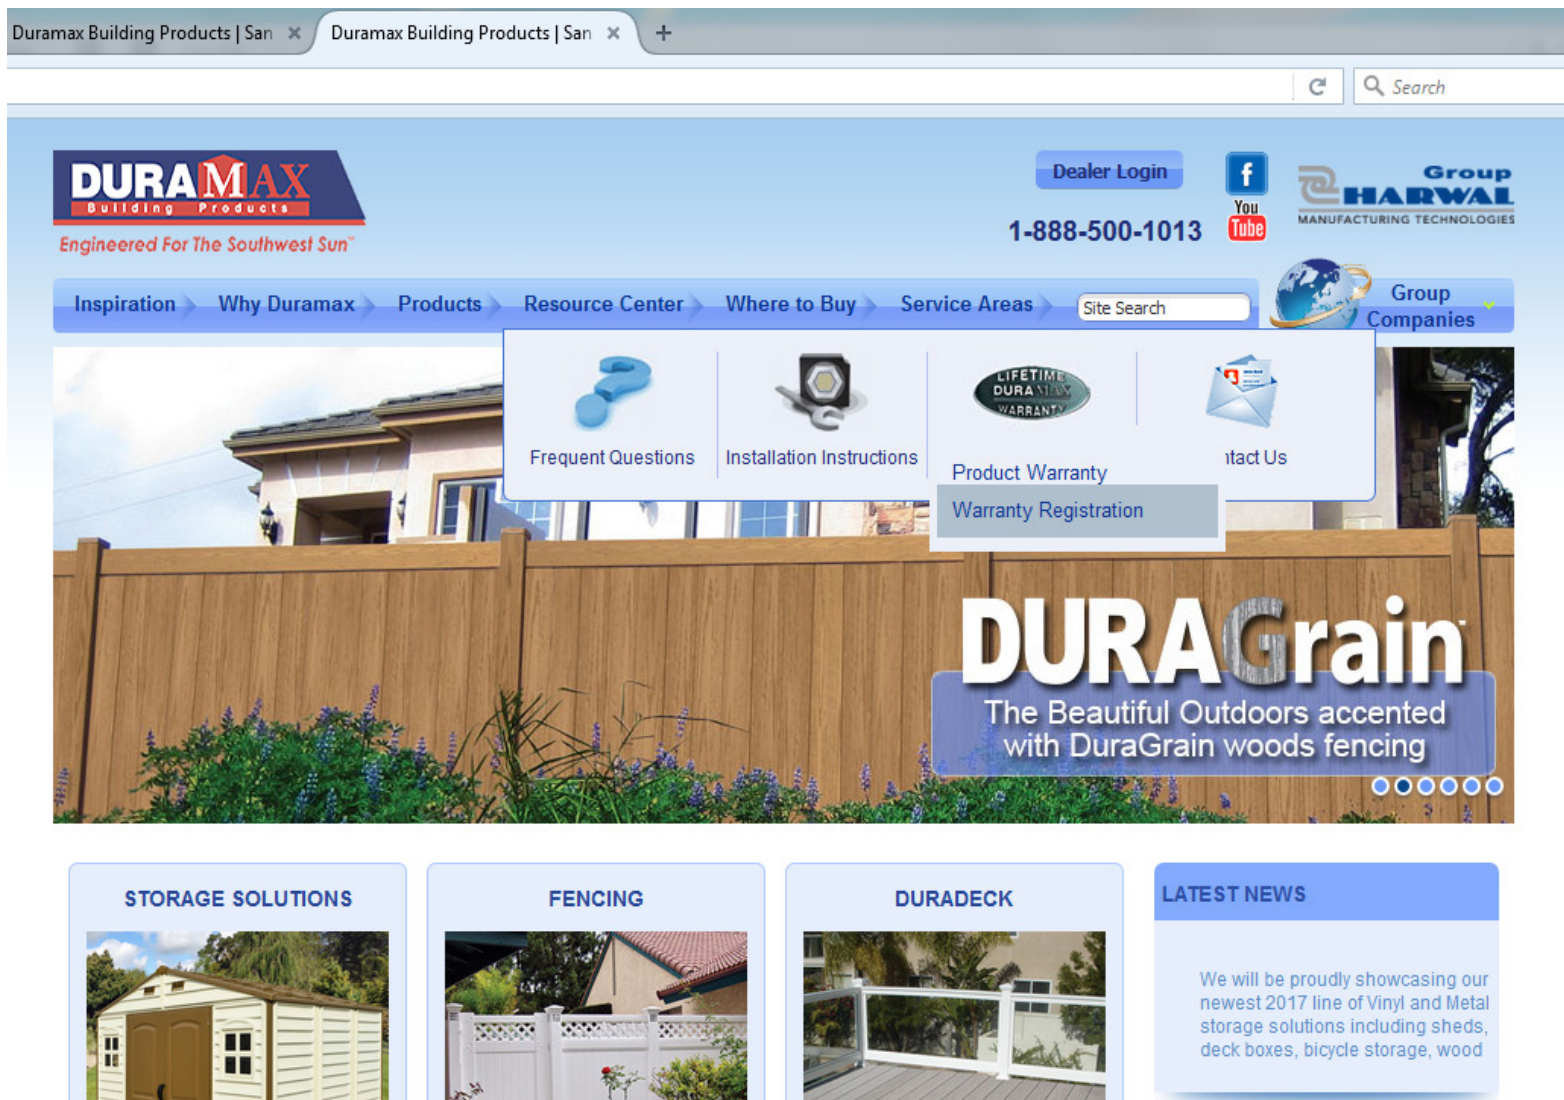 Duramax Building Products | San
Duramax Building Products | San
Search
DURAMAX
Building Products
Engineered For The Southwest Sun™
Dealer Login
1-888-500-1013
f
You
Tube
Group
HARWAL
MANUFACTURING TECHNOLOGIES
Inspiration
Why Duramax
Products
Resource Center
Where to Buy
Service Areas
Site Search
Group
Companies
LIFETIME
DURAMAX
WARRANTY
Frequent Questions
Installation Instructions
Product Warranty
Warranty Registration
ntact Us
DURAGrain™
The Beautiful Outdoors accented
with DuraGrain woods fencing
STORAGE SOLUTIONS
FENCING
DURADECK
LATEST NEWS
We will be proudly showcasing our
newest 2017 line of Vinyl and Metal
storage solutions including sheds,
deck boxes, bicycle storage, wood